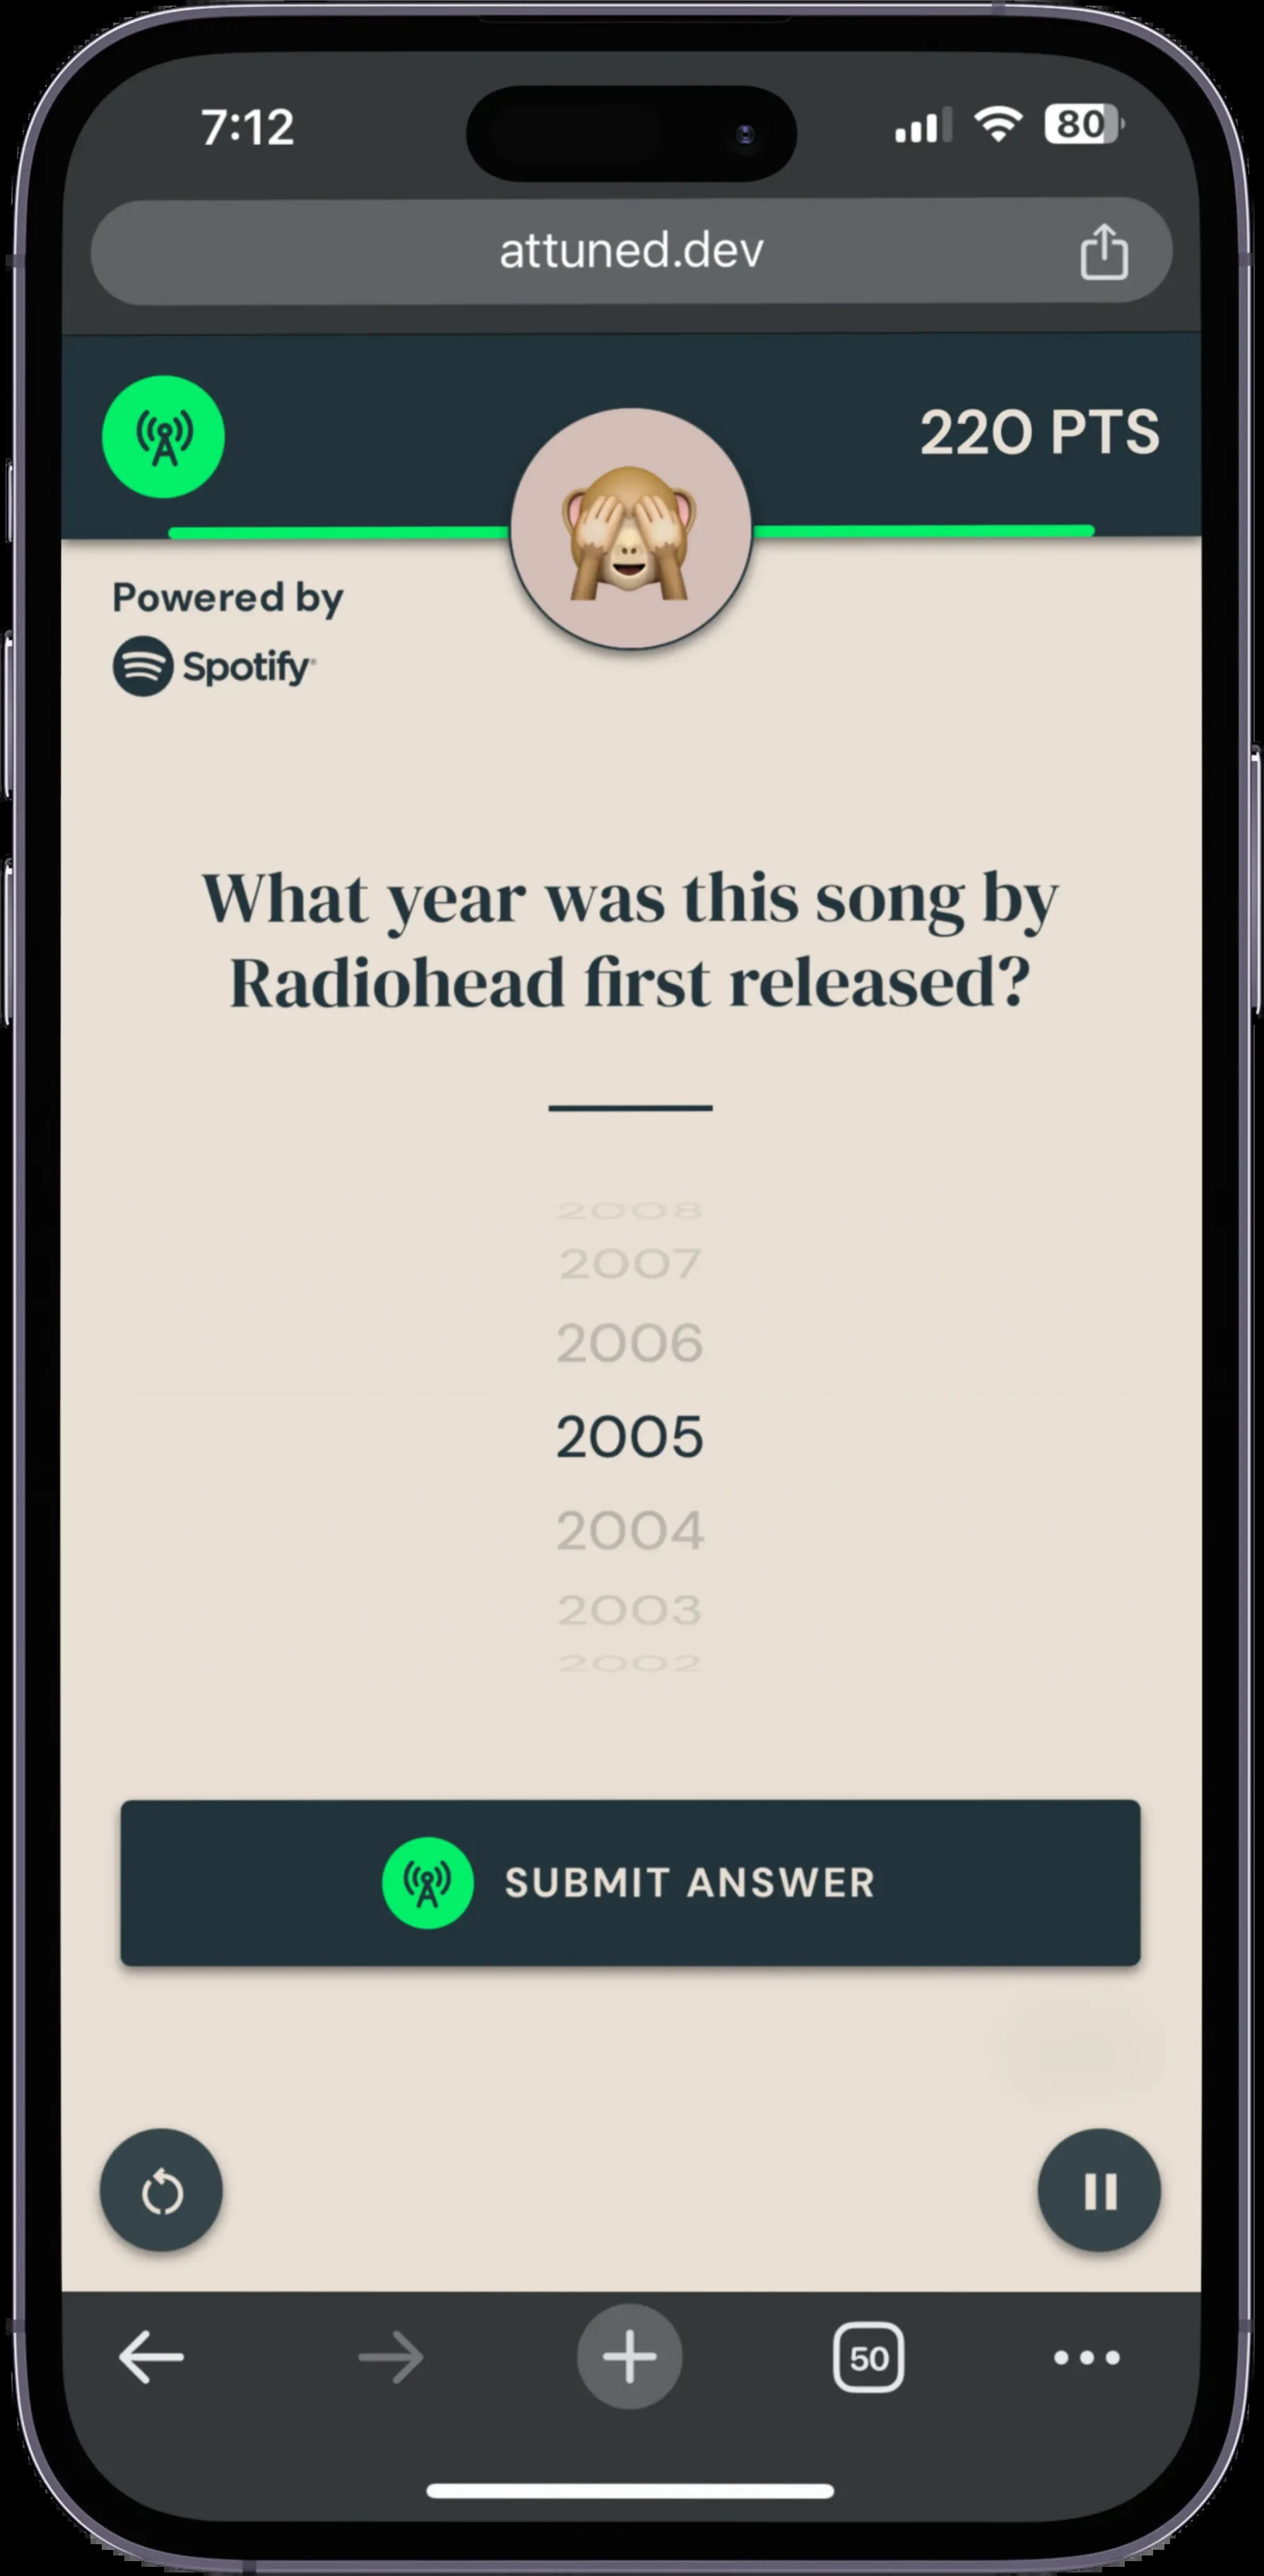 7:12
80
attuned.dev
220 PTS
Powered by
Spotify
What year was this song by
Radiohead first released?
2008
2007
2006
2005
2004
2003
2002
SUBMIT ANSWER
50